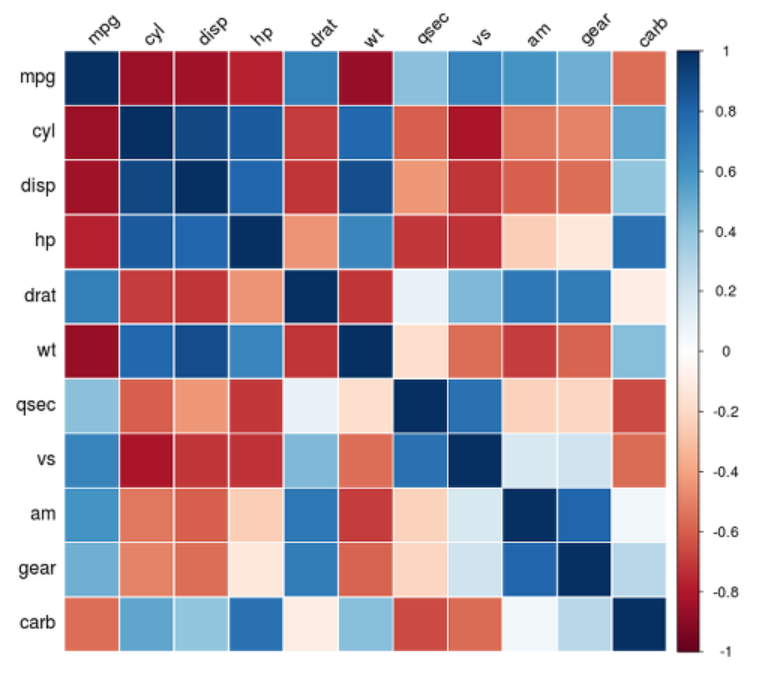 mpg cyl disp hp drat wt qsec vs am gear carb
mpg
cyl
disp
hp
drat
wt
qsec
vs
am
gear
carb
1
0.8
0.6
0.4
0.2
0
-0.2
-0.4
-0.6
-0.8
-1